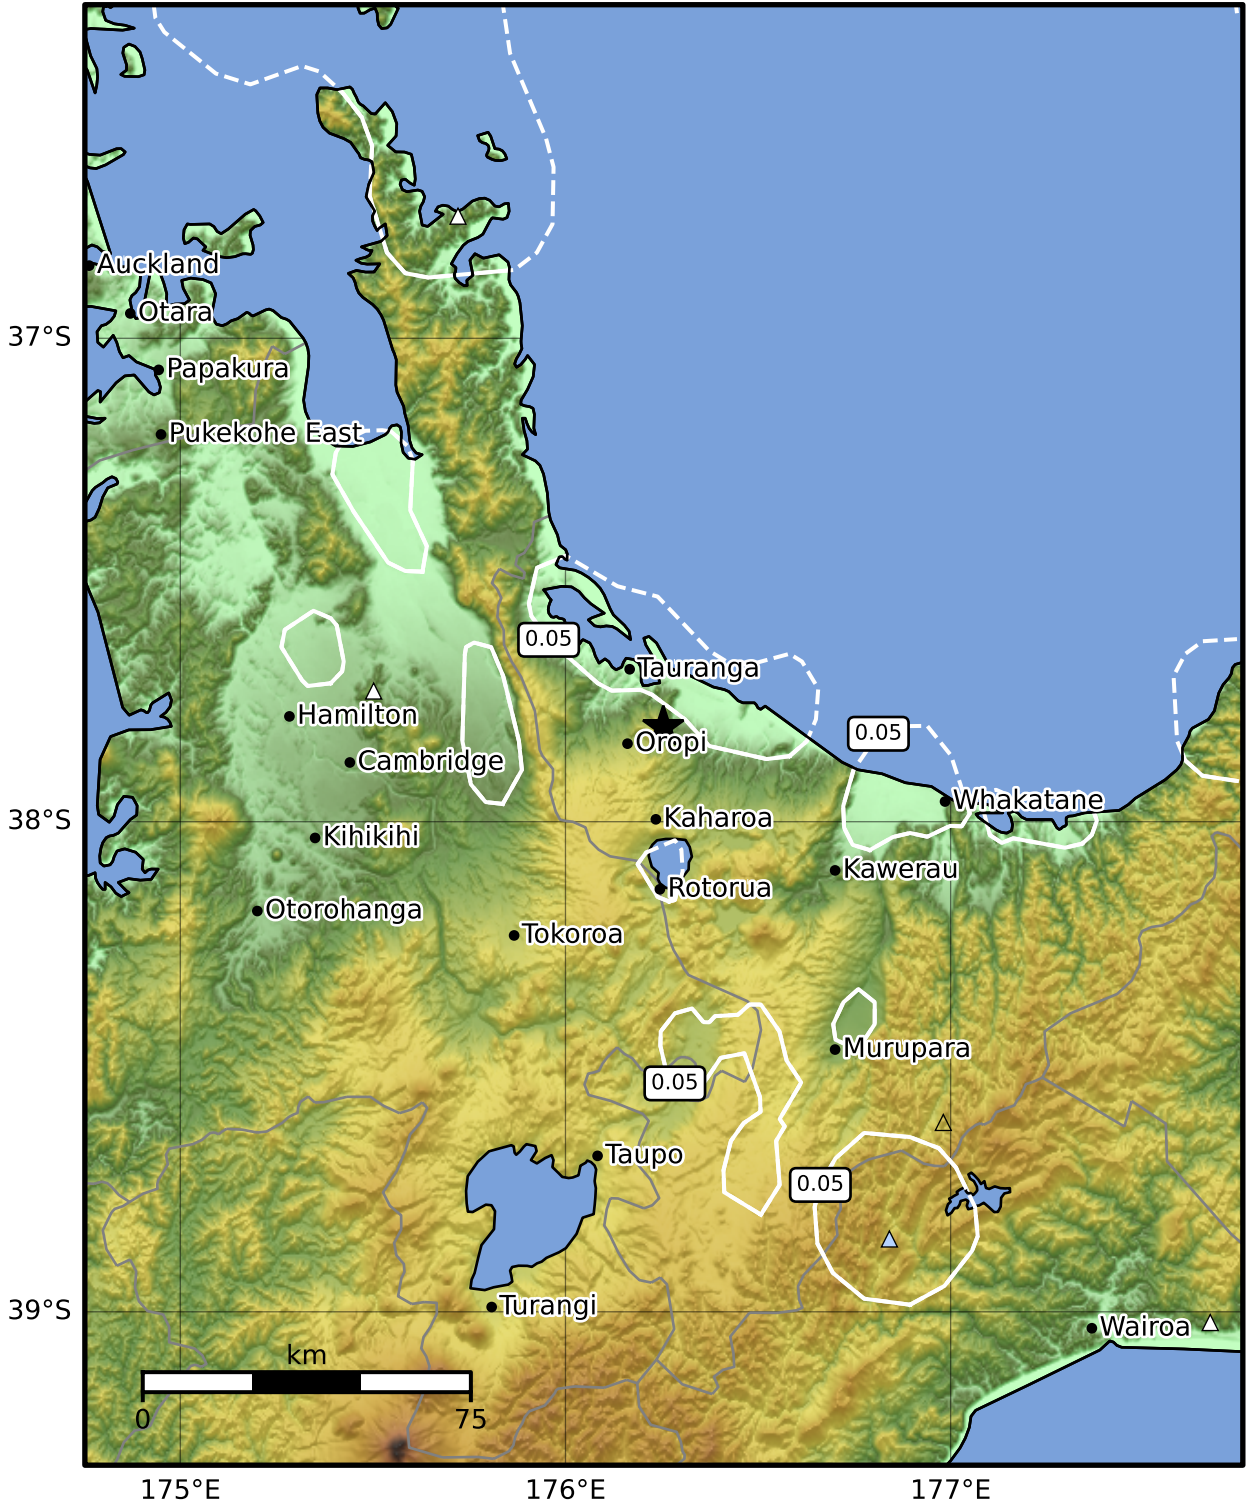 Auckland
Otara
37°S
Papakura
Pukekohe East
0.05
Tauranga
Hamilton
0.05
Oropi
Cambridge
Whakatane
38°S
Kaharoa
Kihikihi
Kawerau
Rotorua
Otorohanga
Tokoroa
Murupara
0.05
Taupo
0.05
39°S
Turangi
Wairoa
km
0 75
175°E 176°E 177°E